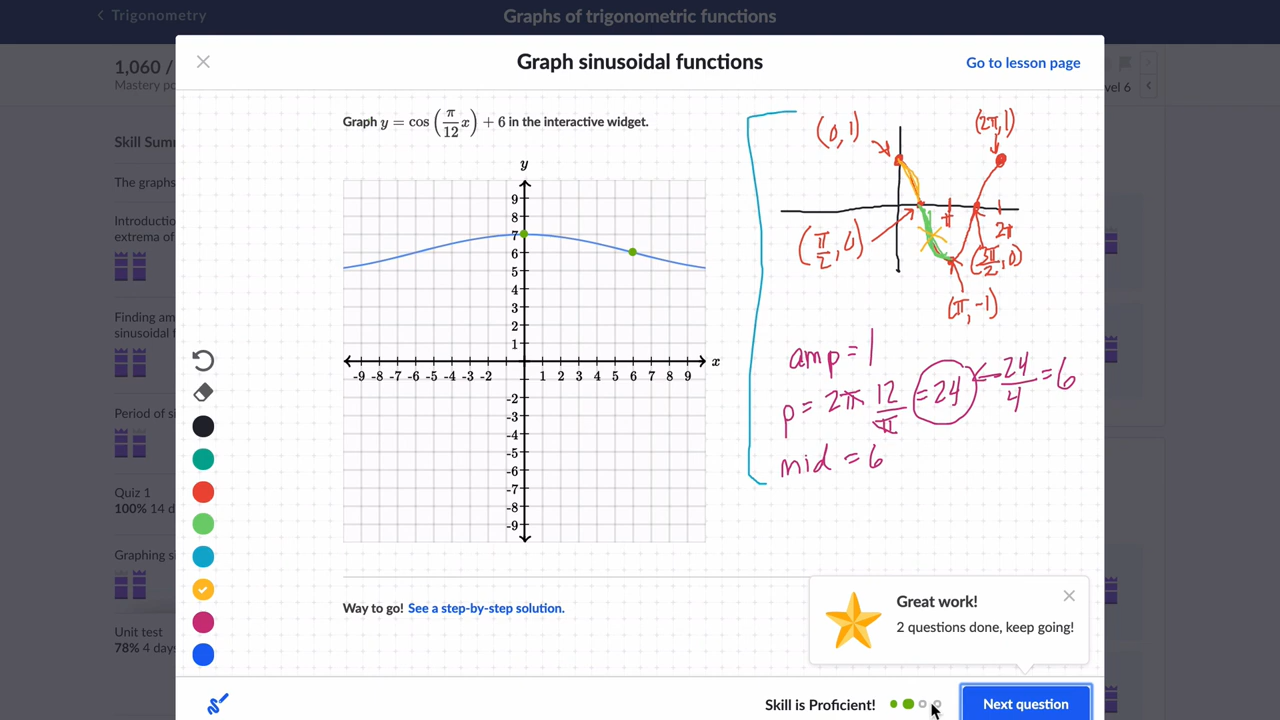 Trigonometry
Graphs of trigonometric functions
1,060 /
Mastery po
vel 6
Skill Summ
The graphs
Introductio
extrema of
Finding am
sinusoidal f
Period of si
Quiz 1
100% 14 d
Graphing si
Unit test
78% 4 days
Graph sinusoidal functions
Go to lesson page
Graph y = cos (π/12 x) + 6 in the interactive widget.
y
9
8
7
6
5
4
3
2
1
-9 -8 -7 -6 -5 -4 -3 -2 1 2 3 4 5 6 7 8 9 x
-2
-3
-4
-5
-6
-7
-8
-9
(0, 1)
(2π, 1)
π
2π
(π/2, 0)
(3π/2, 0)
(π, -1)
amp = 1
p = 2π 12/π = 24 ← 24/4 = 6
mid = 6
Way to go! See a step-by-step solution.
Great work!
2 questions done, keep going!
Skill is Proficient!
Next question